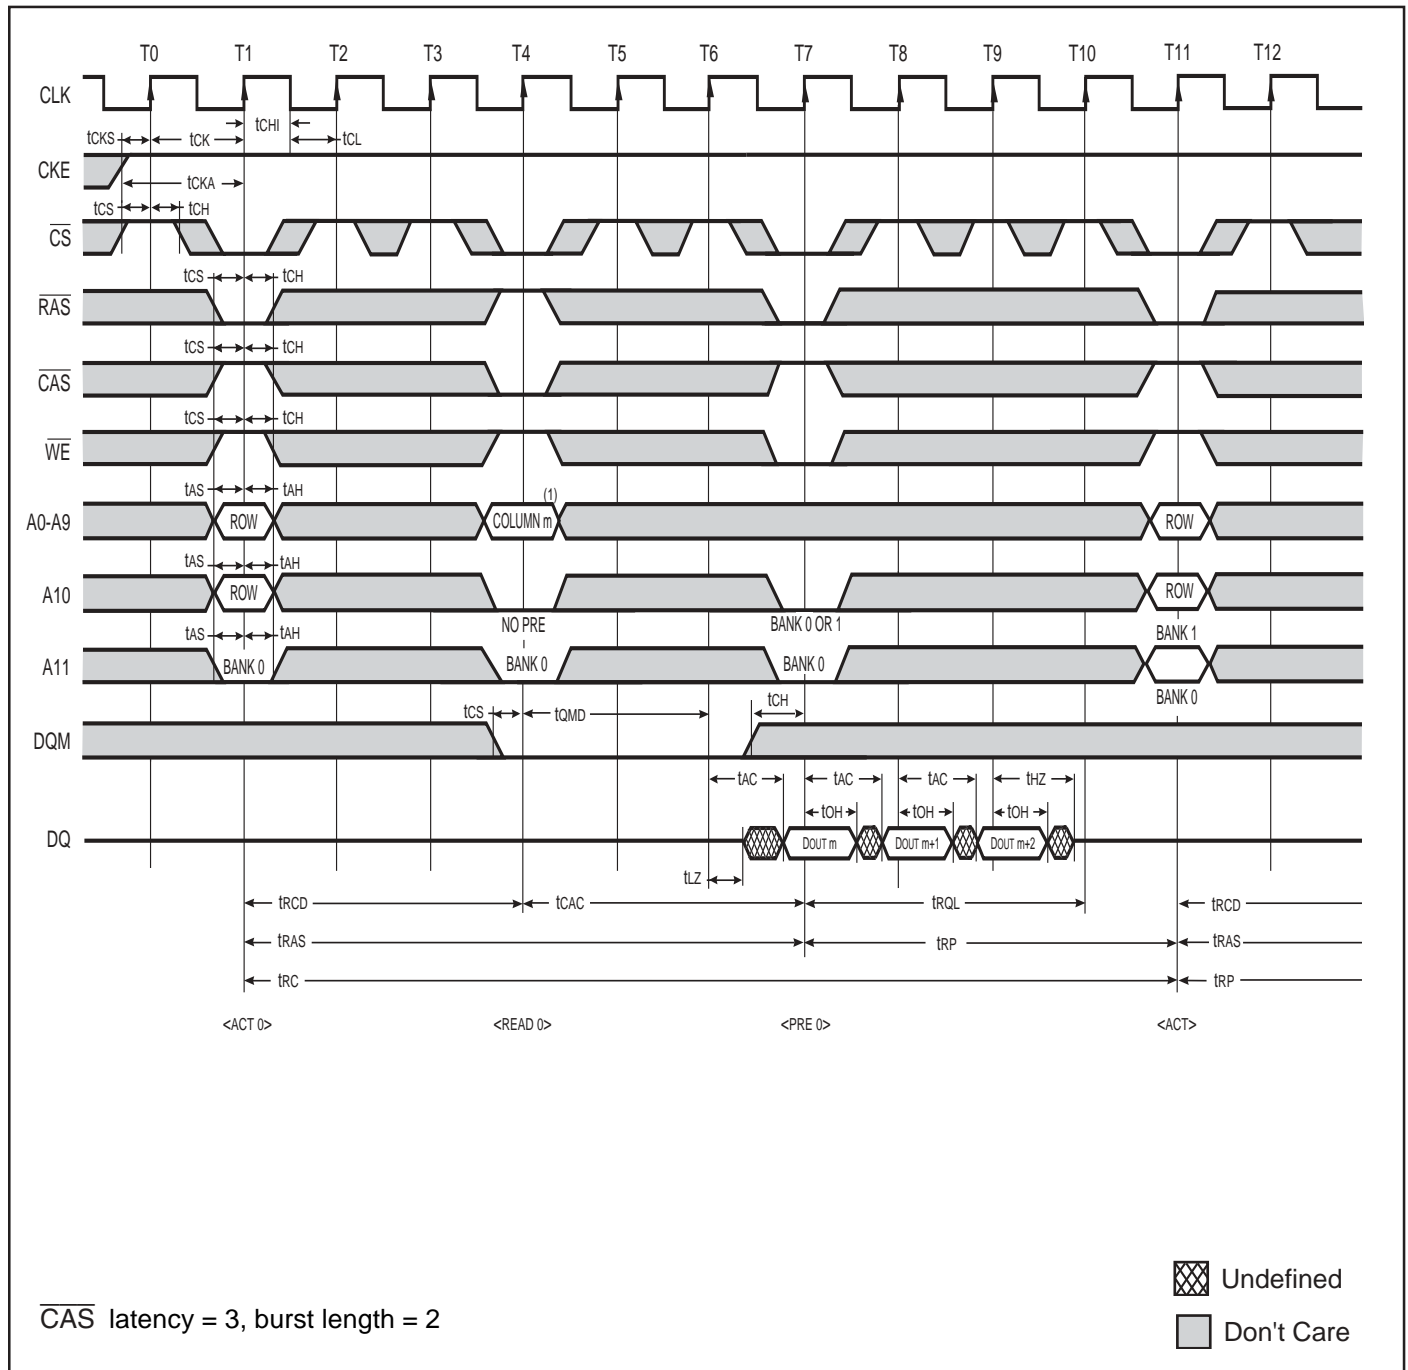 T0 T1 T2 T3 T4 T5 T6 T7 T8 T9 T10 T11 T12
CLK
tCHI
tCKS tCK tCL
CKE
tCKA
tCS tCH
CS
tCS tCH
RAS
tCS tCH
CAS
tCS tCH
WE
tAS tAH
(1)
A0-A9 ROW COLUMN m ROW
tAS tAH
A10 ROW ROW
NO PRE BANK 0 OR 1 BANK 1
tAS tAH
A11 BANK 0 BANK 0 BANK 0
BANK 0
tCS tQMD tCH
DQM
tAC tAC tAC tHZ
tOH tOH tOH
DQ DOUT m DOUT m+1 DOUT m+2
tLZ
tRCD tCAC tRQL tRCD
tRAS tRP tRAS
tRC tRP
<ACT 0> <READ 0> <PRE 0> <ACT>
Undefined
CAS latency = 3, burst length = 2
Don't Care